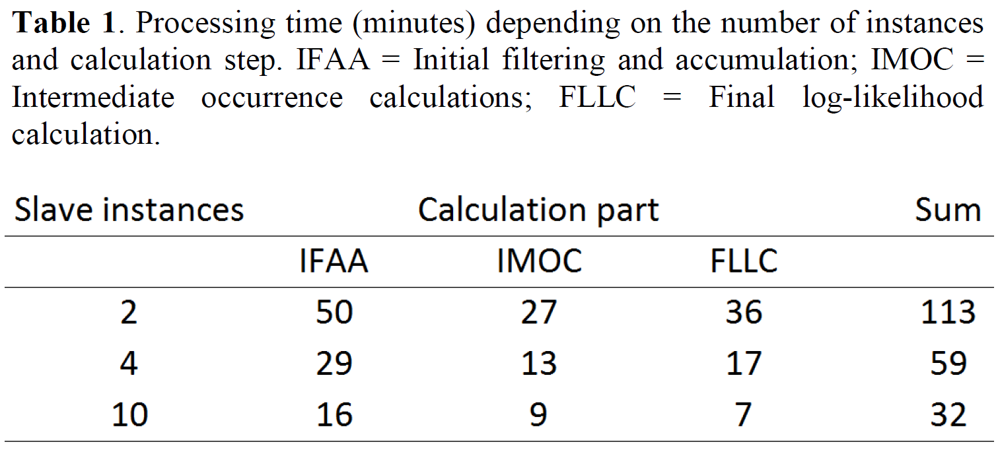 Table 1. Processing time (minutes) depending on the number of instances
and calculation step. IFAA = Initial filtering and accumulation; IMOC =
Intermediate occurrence calculations; FLLC = Final log-likelihood
calculation.
Slave instances Calculation part Sum
IFAA IMOC FLLC
2 50 27 36 113
4 29 13 17 59
10 16 9 7 32